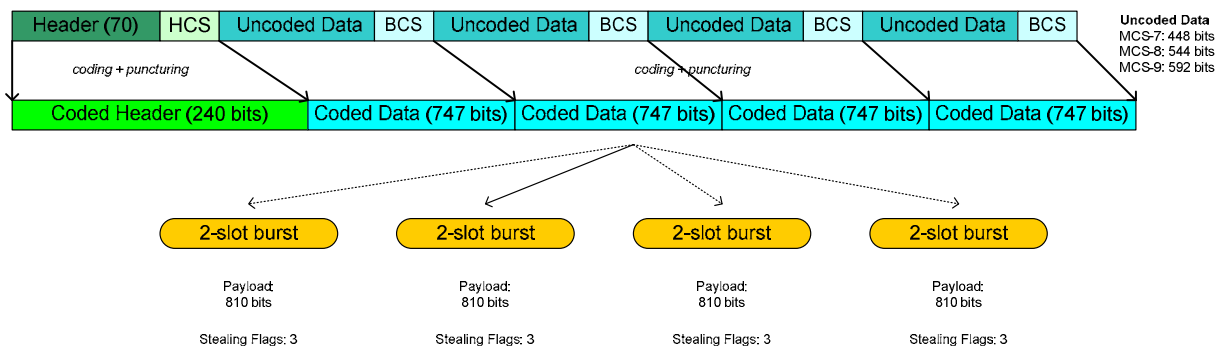 Header (70) HCS Uncoded Data BCS Uncoded Data BCS Uncoded Data BCS Uncoded Data BCS
Uncoded Data
MCS-7: 448 bits
MCS-8: 544 bits
MCS-9: 592 bits
coding + puncturing coding + puncturing
Coded Header (240 bits) Coded Data (747 bits) Coded Data (747 bits) Coded Data (747 bits) Coded Data (747 bits)
2-slot burst 2-slot burst 2-slot burst 2-slot burst
Payload: Payload: Payload: Payload:
810 bits 810 bits 810 bits 810 bits
Stealing Flags: 3 Stealing Flags: 3 Stealing Flags: 3 Stealing Flags: 3